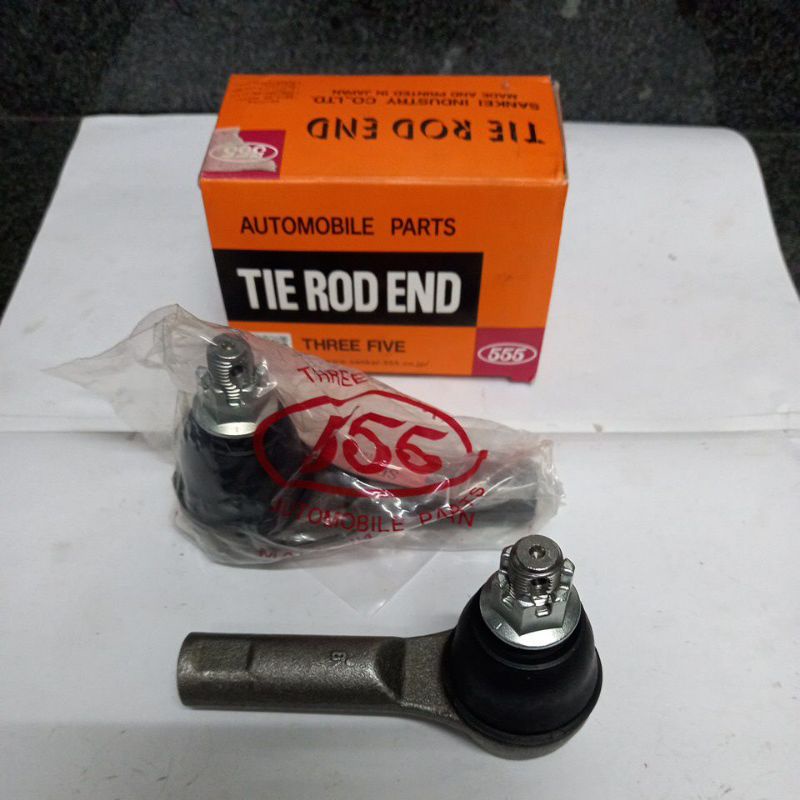 SANKEI INDUSTRY CO.,LTD.
MADE AND PRINTED IN JAPAN
TIE ROD END
555
AUTOMOBILE PARTS
TIE ROD END
THREE FIVE
555
THREE
555
AUTOMOBILE PARTS